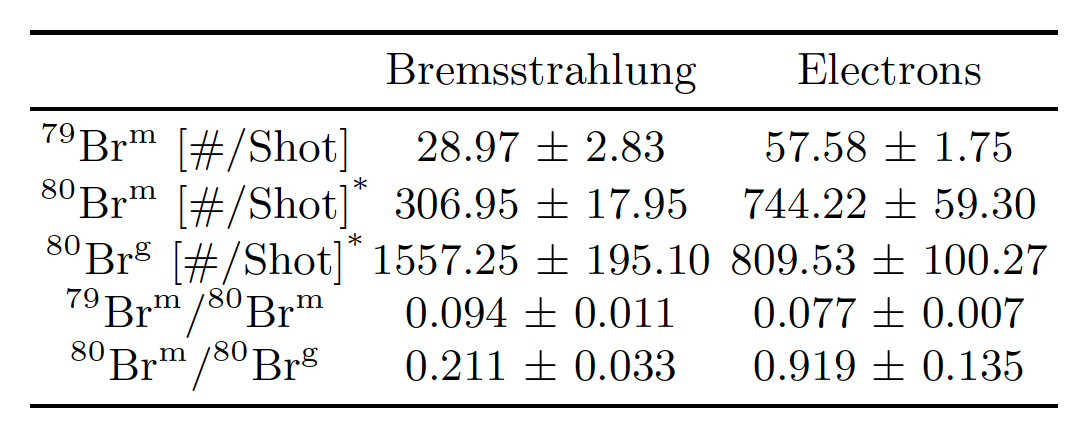 Bremsstrahlung Electrons
⁷⁹Brᵐ [#/Shot] 28.97 ± 2.83 57.58 ± 1.75
⁸⁰Brᵐ [#/Shot]* 306.95 ± 17.95 744.22 ± 59.30
⁸⁰Brᵍ [#/Shot]* 1557.25 ± 195.10 809.53 ± 100.27
⁷⁹Brᵐ/⁸⁰Brᵐ 0.094 ± 0.011 0.077 ± 0.007
⁸⁰Brᵐ/⁸⁰Brᵍ 0.211 ± 0.033 0.919 ± 0.135